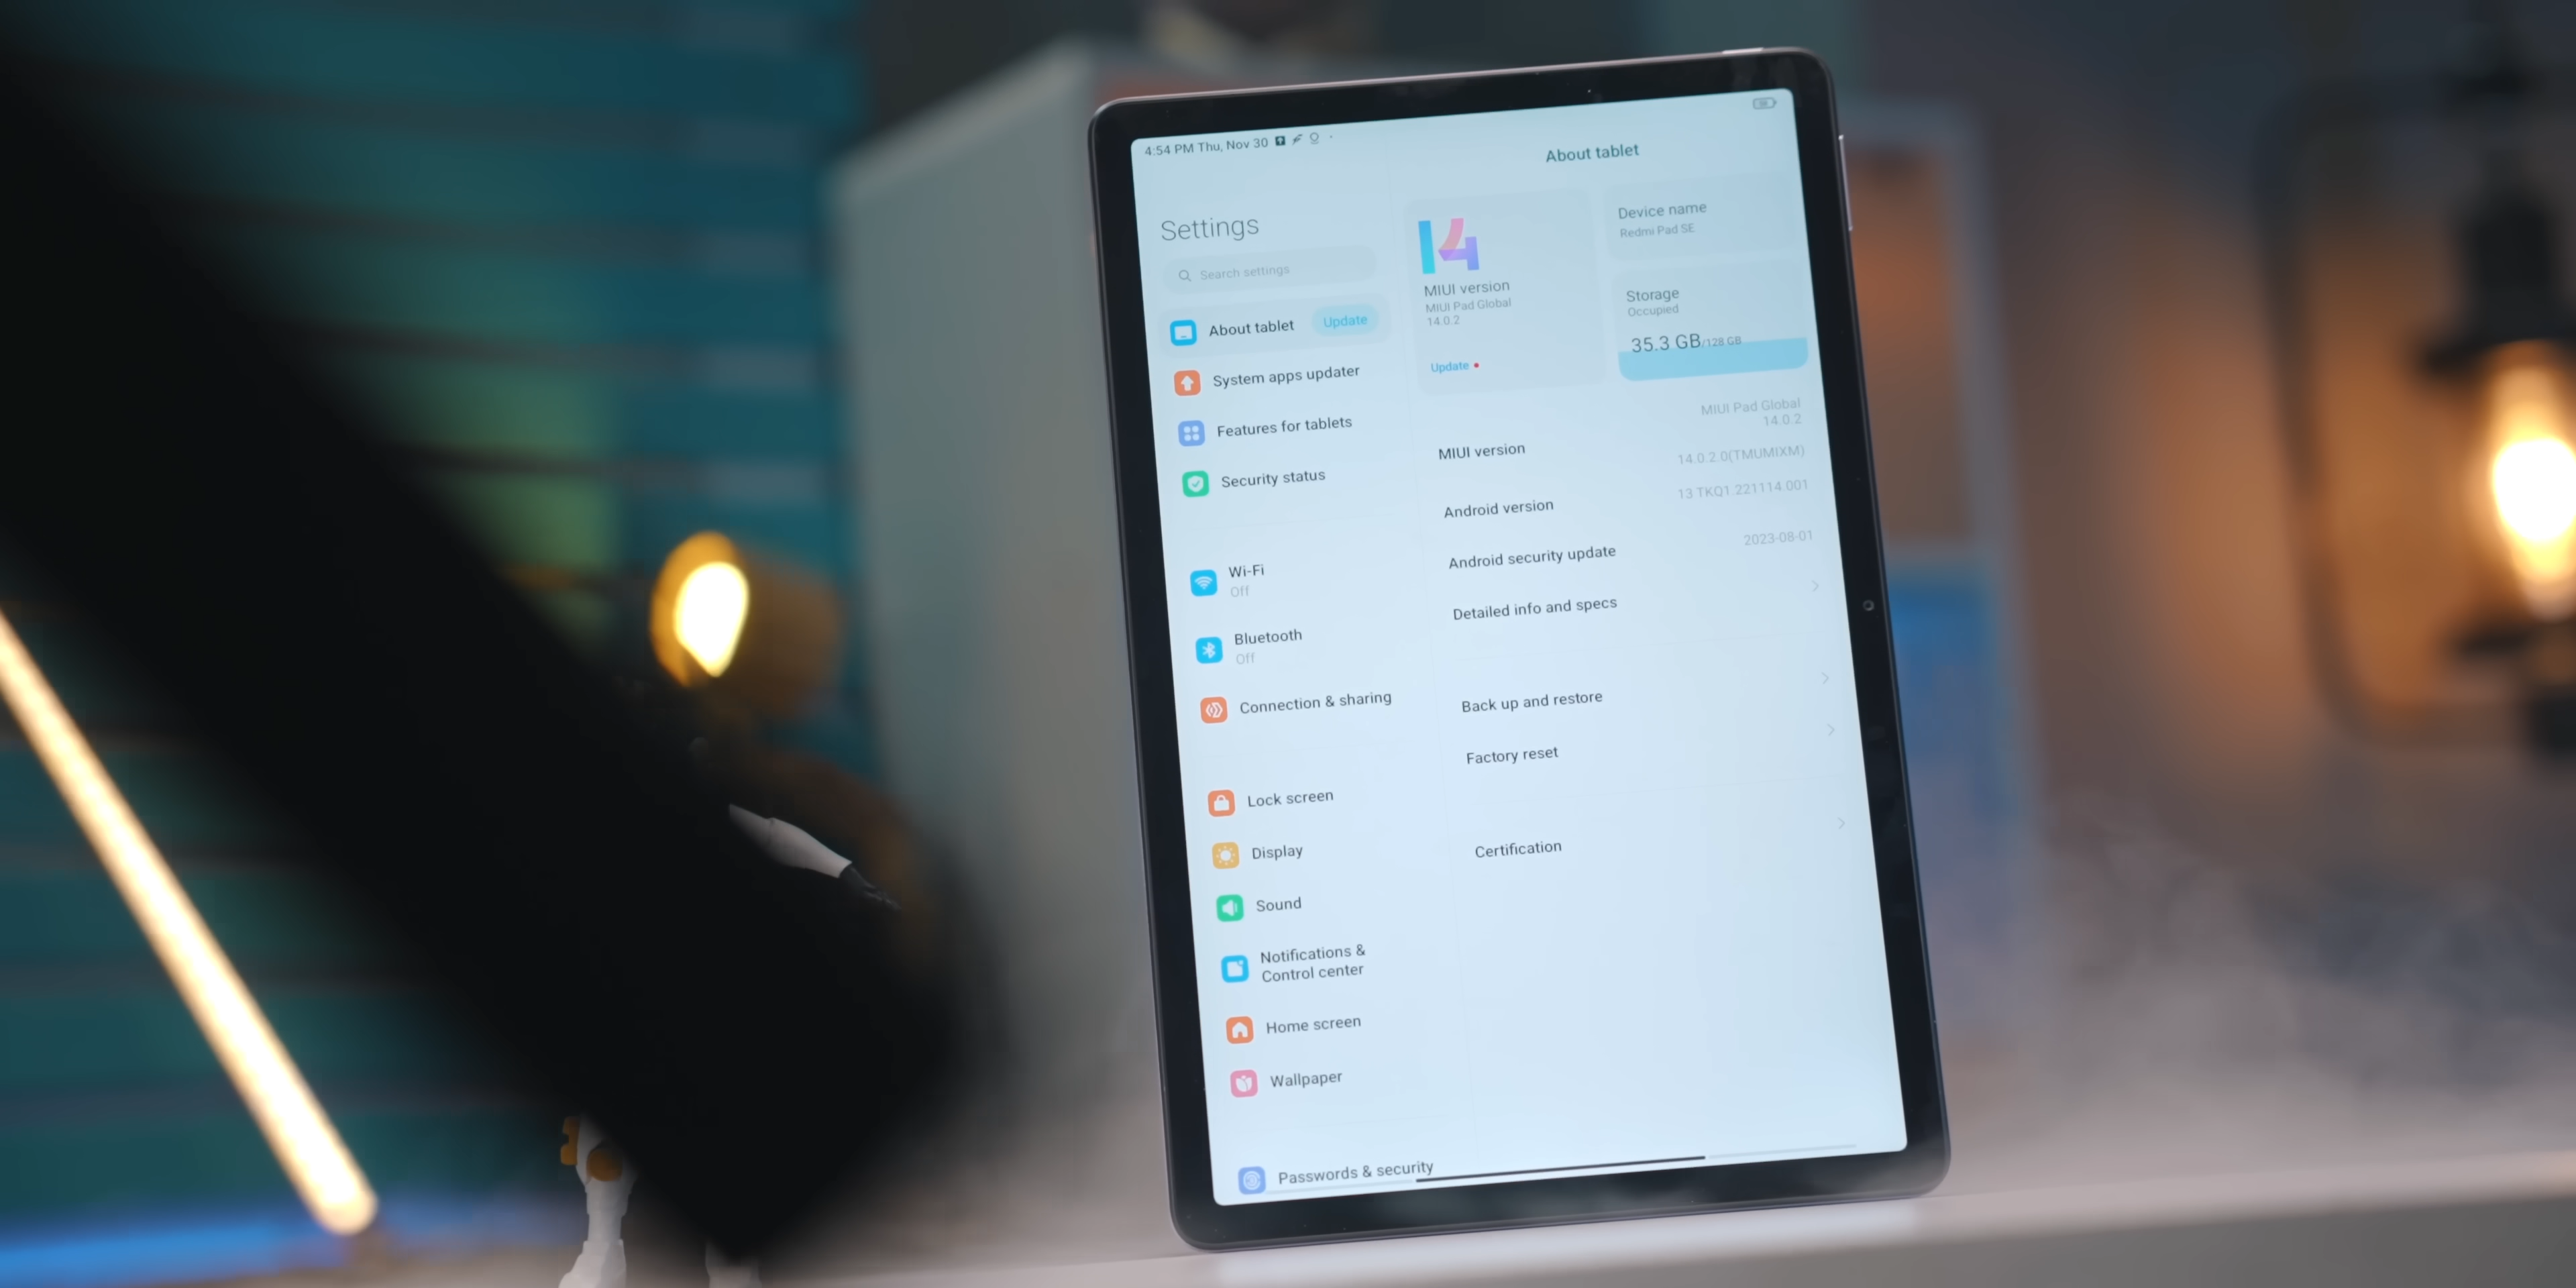 4:54 PM Thu, Nov 30
Settings
Search settings
About tablet
Update
System apps updater
Features for tablets
Security status
Wi-Fi
Off
Bluetooth
Off
Connection & sharing
Lock screen
Display
Sound
Notifications &
Control center
Home screen
Wallpaper
Passwords & security
About tablet
14
MIUI version
MIUI Pad Global
14.0.2
Update
Device name
Redmi Pad SE
Storage
Occupied
35.3 GB/128 GB
MIUI version
MIUI Pad Global
14.0.2
14.0.2.0(TMUMIXM)
Android version
13 TKQ1.221114.001
Android security update
2023-08-01
Detailed info and specs
Back up and restore
Factory reset
Certification